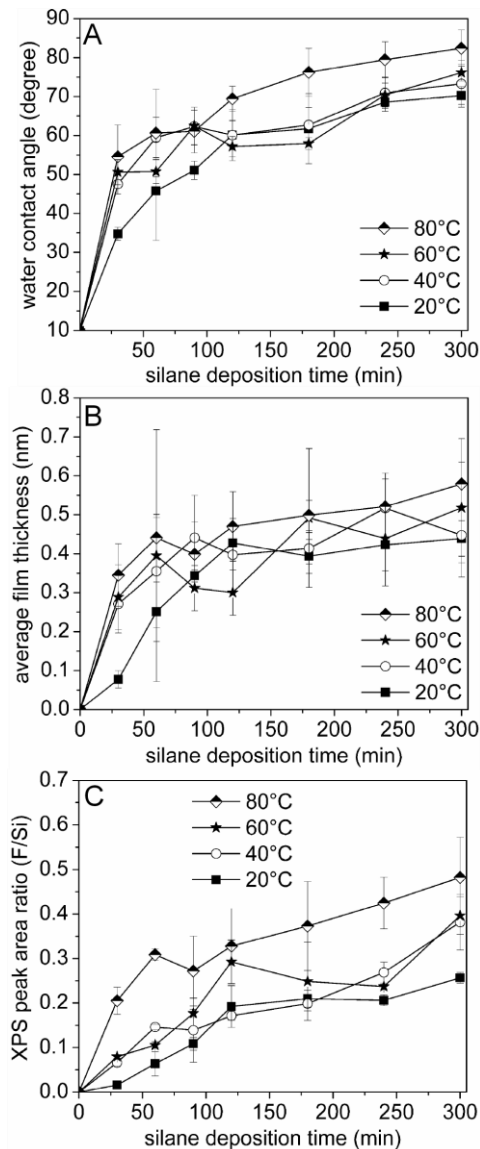 A
90
80
70
60
50
40
30
20
10
water contact angle (degree)
80°C
60°C
40°C
20°C
0 50 100 150 200 250 300
silane deposition time (min)
B
0.8
0.7
0.6
0.5
0.4
0.3
0.2
0.1
0.0
average film thickness (nm)
80°C
60°C
40°C
20°C
0 50 100 150 200 250 300
silane deposition time (min)
C
0.7
0.6
0.5
0.4
0.3
0.2
0.1
0.0
XPS peak area ratio (F/Si)
80°C
60°C
40°C
20°C
0 50 100 150 200 250 300
silane deposition time (min)